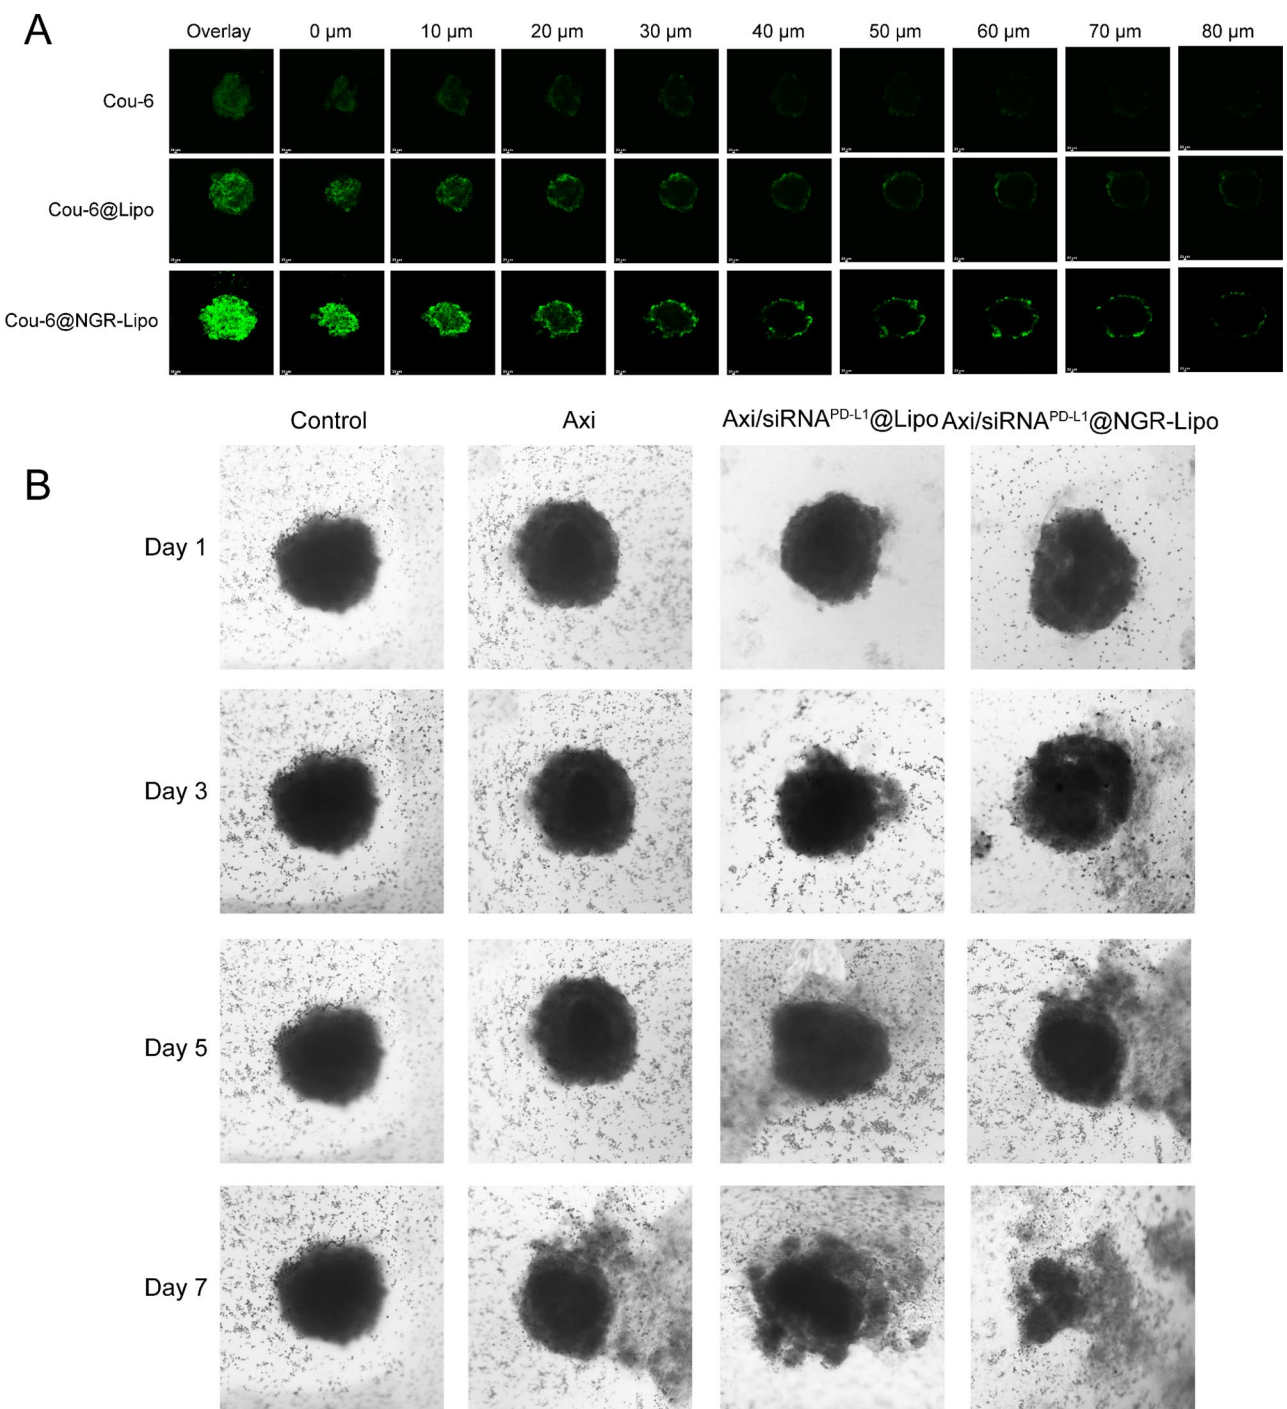 A
Overlay 0 µm 10 µm 20 µm 30 µm 40 µm 50 µm 60 µm 70 µm 80 µm
Cou-6
Cou-6@Lipo
Cou-6@NGR-Lipo
B
Control Axi Axi/siRNAPD-L1@Lipo Axi/siRNAPD-L1@NGR-Lipo
Day 1
Day 3
Day 5
Day 7